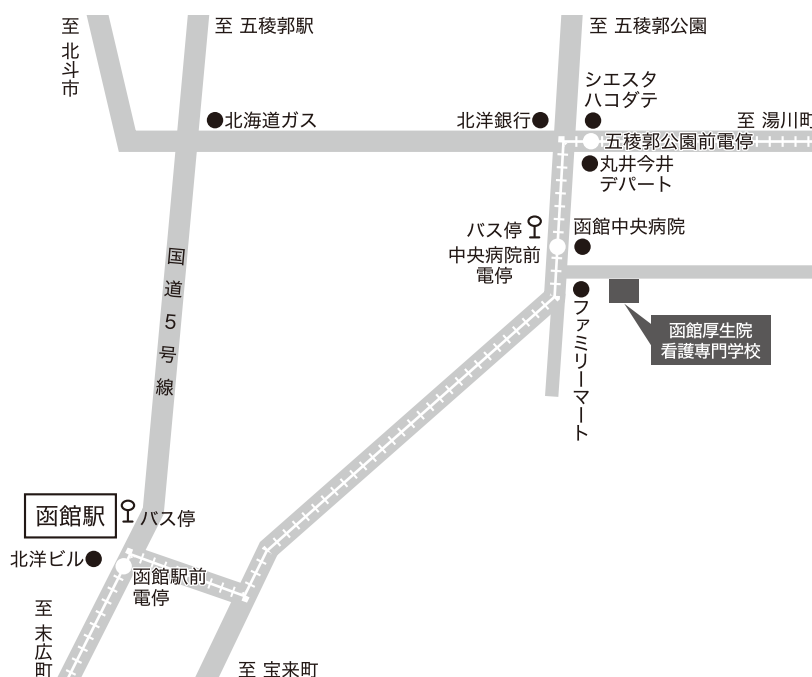 至 北斗市
至 五稜郭駅
至 五稜郭公園
シエスタ
ハコダテ
北海道ガス
北洋銀行
至 湯川町
五稜郭公園前電停
丸井今井
デパート
バス停
函館中央病院
中央病院前
電停
国道5号線
ファミリーマート
函館厚生院
看護専門学校
函館駅
バス停
北洋ビル
函館駅前
電停
至 末広町
至 宝来町